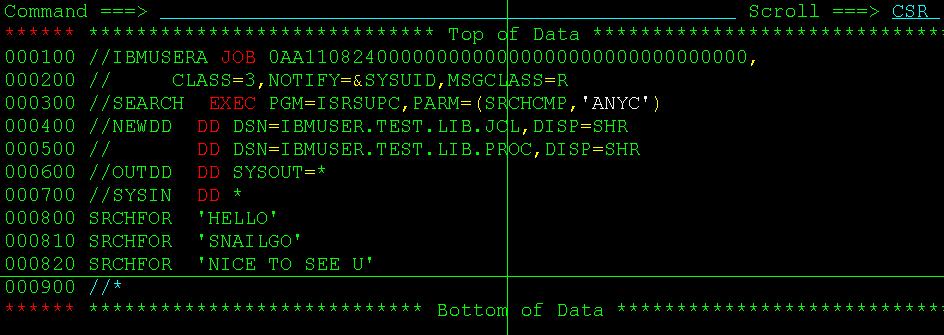 Command ===> Scroll ===> CSR
****** ***************************** Top of Data ******************************
000100 //IBMUSERA JOB 0AA1108240000000000000000000000000000000,
000200 //     CLASS=3,NOTIFY=&SYSUID,MSGCLASS=R
000300 //SEARCH  EXEC PGM=ISRSUPC,PARM=(SRCHCMP,'ANYC')
000400 //NEWDD  DD DSN=IBMUSER.TEST.LIB.JCL,DISP=SHR
000500 //       DD DSN=IBMUSER.TEST.LIB.PROC,DISP=SHR
000600 //OUTDD  DD SYSOUT=*
000700 //SYSIN  DD *
000800 SRCHFOR  'HELLO'
000810 SRCHFOR  'SNAILGO'
000820 SRCHFOR  'NICE TO SEE U'
000900 //*
****** **************************** Bottom of Data ****************************